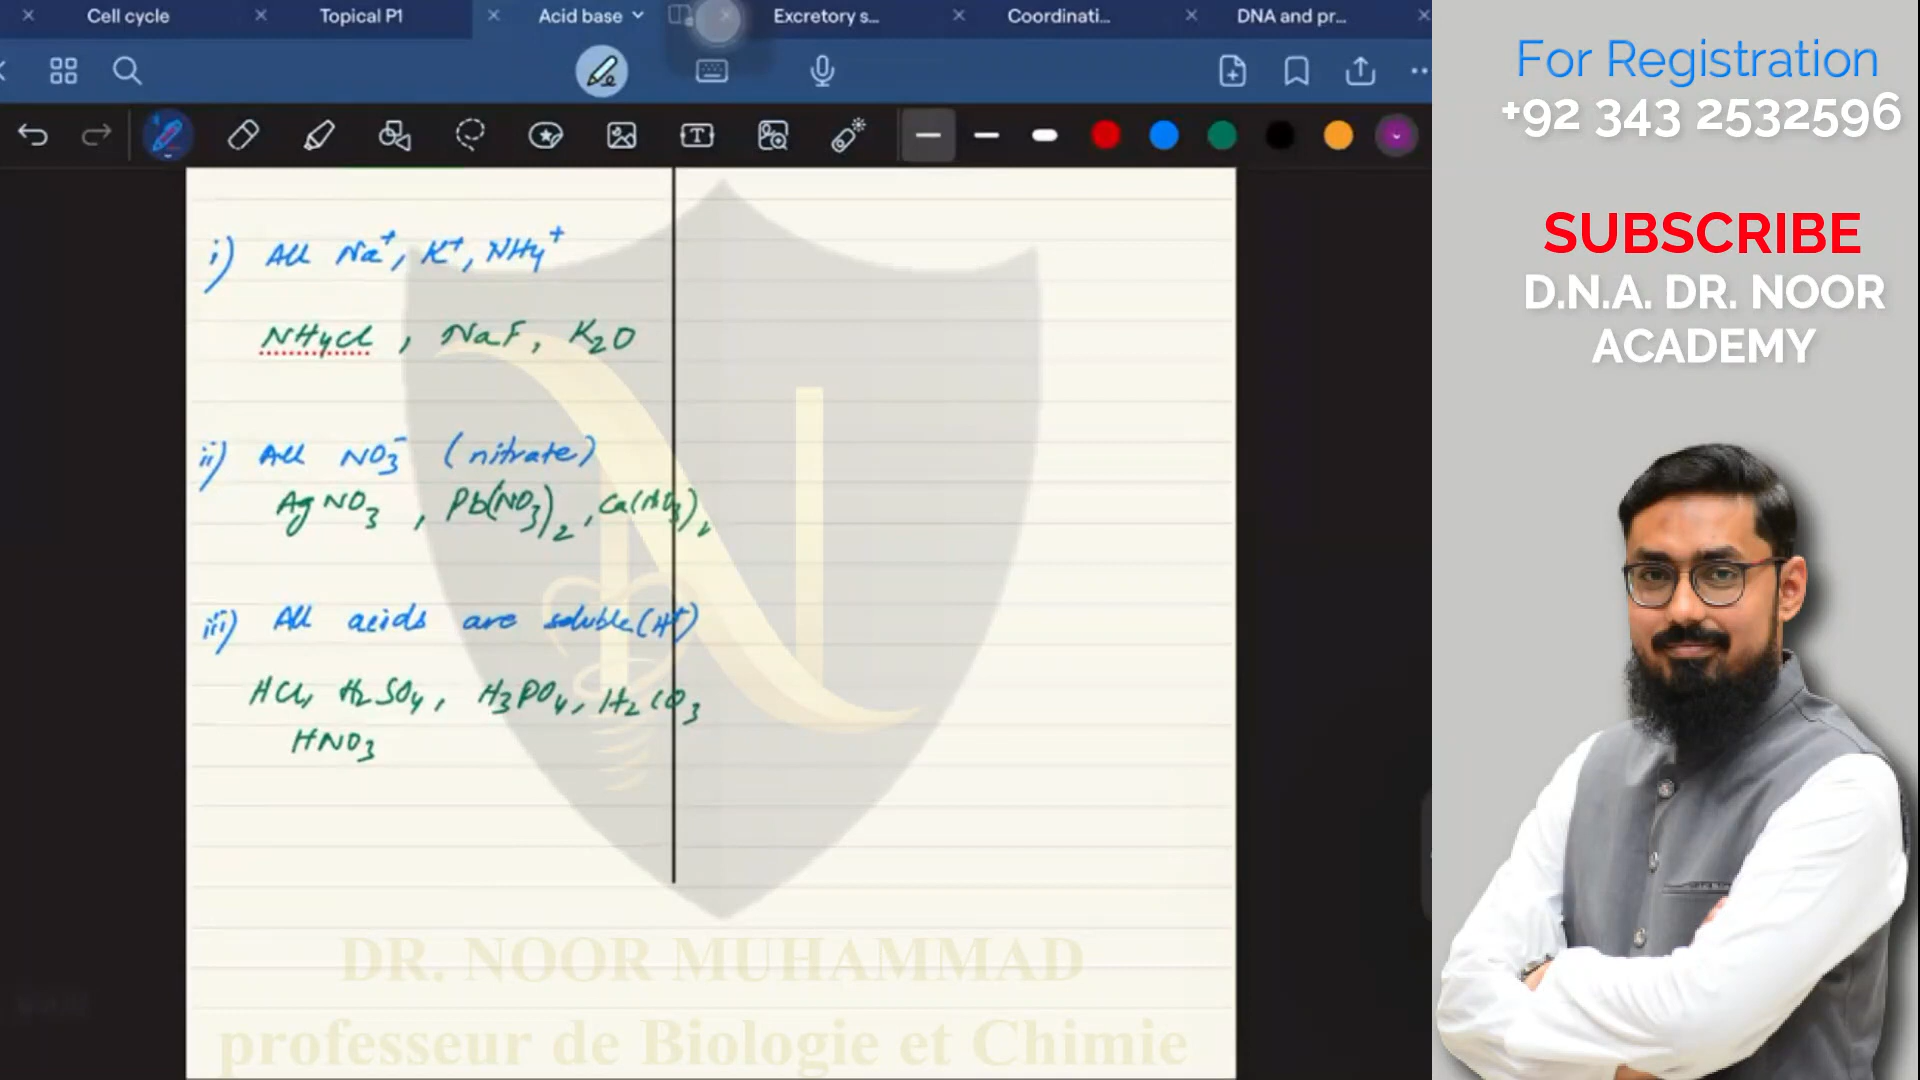 Cell cycle Topical P1 Acid base Excretory s... Coordinati... DNA and pr...
For Registration
+92 343 2532596
SUBSCRIBE
D.N.A. DR. NOOR
ACADEMY
i) All Na⁺, K⁺, NH₄⁺
NH₄Cl, NaF, K₂O
ii) All NO₃⁻ (nitrate)
AgNO₃, Pb(NO₃)₂, Ca(NO₃)₂
iii) All acids are soluble (H⁺)
HCl, H₂SO₄, H₃PO₄, H₂CO₃
HNO₃
DR. NOOR MUHAMMAD
professeur de Biologie et Chimie